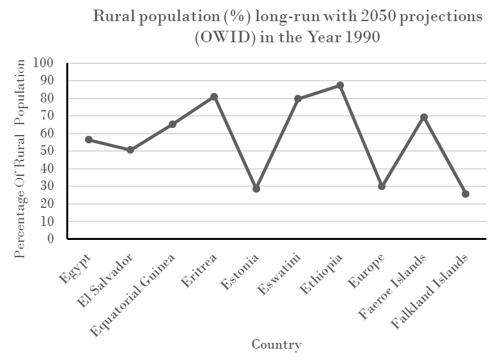 Rural population (%) long-run with 2050 projections
(OWID) in the Year 1990
Percentage Of Rural Population
100
90
80
70
60
50
40
30
20
10
0
Egypt
El Salvador
Equatorial Guinea
Eritrea
Estonia
Eswatini
Ethiopia
Europe
Faeroe Islands
Falkland Islands
Country